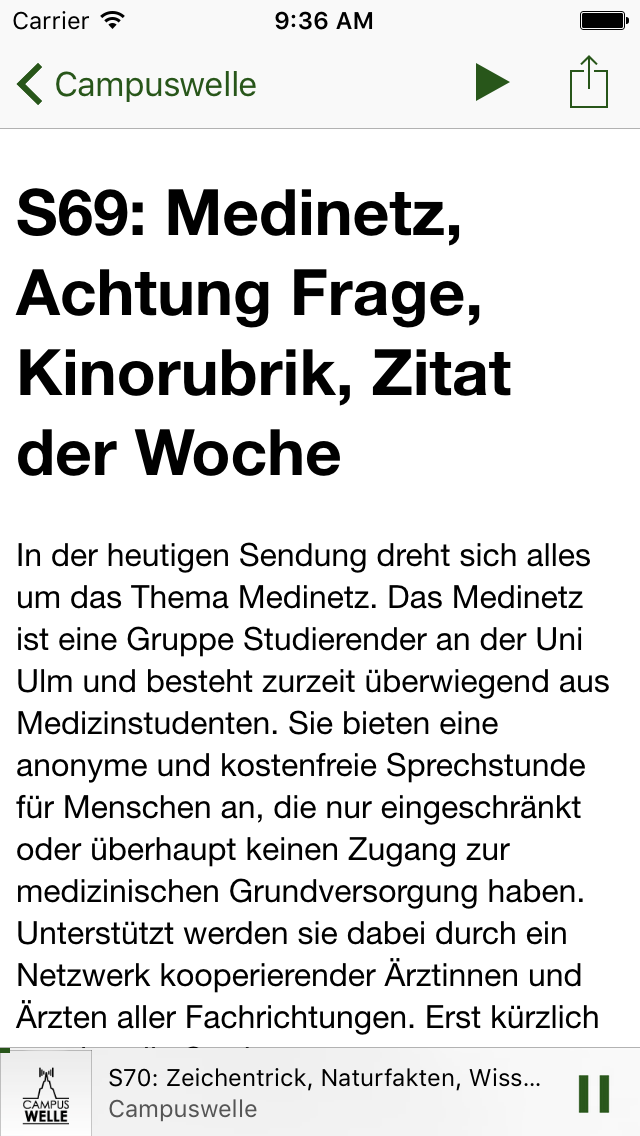 Carrier 9:36 AM
Campuswelle
S69: Medinetz,
Achtung Frage,
Kinorubrik, Zitat
der Woche
In der heutigen Sendung dreht sich alles
um das Thema Medinetz. Das Medinetz
ist eine Gruppe Studierender an der Uni
Ulm und besteht zurzeit überwiegend aus
Medizinstudenten. Sie bieten eine
anonyme und kostenfreie Sprechstunde
für Menschen an, die nur eingeschränkt
oder überhaupt keinen Zugang zur
medizinischen Grundversorgung haben.
Unterstützt werden sie dabei durch ein
Netzwerk kooperierender Ärztinnen und
Ärzten aller Fachrichtungen. Erst kürzlich
CAMPUS
WELLE
S70: Zeichentrick, Naturfakten, Wiss...
Campuswelle